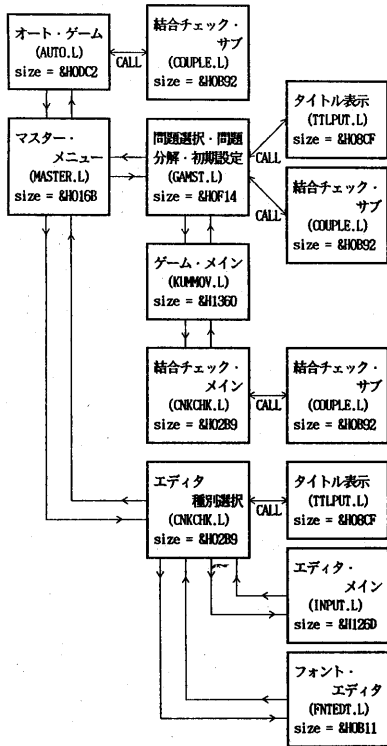 オート・ゲーム
(AUTO.L)
size = &H0DC2
CALL
結合チェック・
サブ
(COUPLE.L)
size = &H0B92
マスター・
メニュー
(MASTER.L)
size = &H016B
問題選択・問題
分解・初期設定
(GAMST.L)
size = &H0F14
CALL
タイトル表示
(TTLPUT.L)
size = &H08CF
CALL
結合チェック・
サブ
(COUPLE.L)
size = &H0B92
ゲーム・メイン
(KUMMOV.L)
size = &H1360
結合チェック・
メイン
(CNKCHK.L)
size = &H02B9
CALL
結合チェック・
サブ
(COUPLE.L)
size = &H0B92
エディタ
種別選択
(CNKCHK.L)
size = &H02B9
CALL
タイトル表示
(TTLPUT.L)
size = &H08CF
エディタ・
メイン
(INPUT.L)
size = &H126D
フォント・
エディタ
(FNTEDT.L)
size = &H0B11